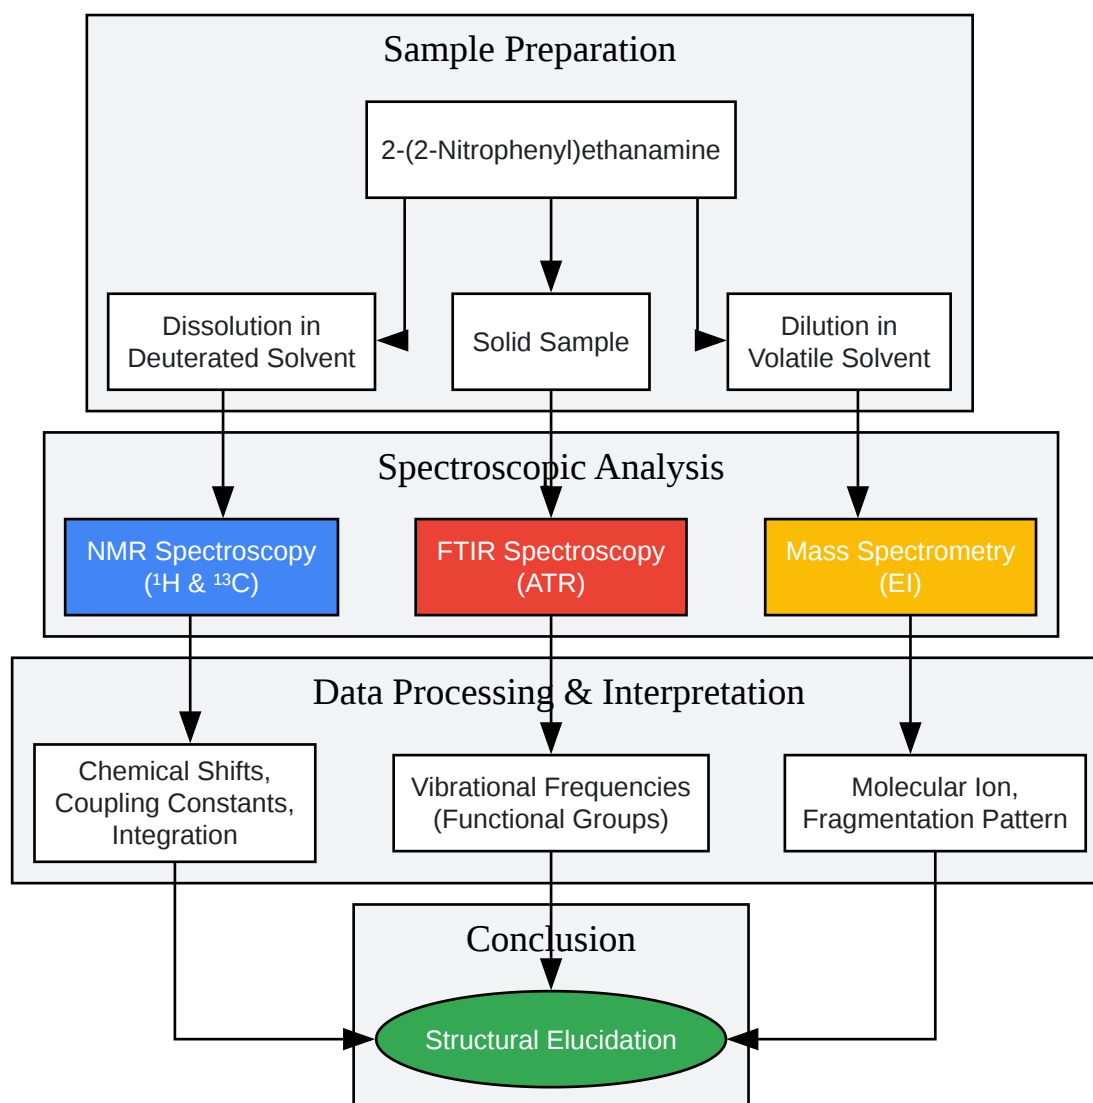 Sample Preparation
2-(2-Nitrophenyl)ethanamine
Dissolution in
Deuterated Solvent
Solid Sample
Dilution in
Volatile Solvent
Spectroscopic Analysis
NMR Spectroscopy
(¹H & ¹³C)
FTIR Spectroscopy
(ATR)
Mass Spectrometry
(EI)
Data Processing & Interpretation
Chemical Shifts,
Coupling Constants,
Integration
Vibrational Frequencies
(Functional Groups)
Molecular Ion,
Fragmentation Pattern
Conclusion
Structural Elucidation